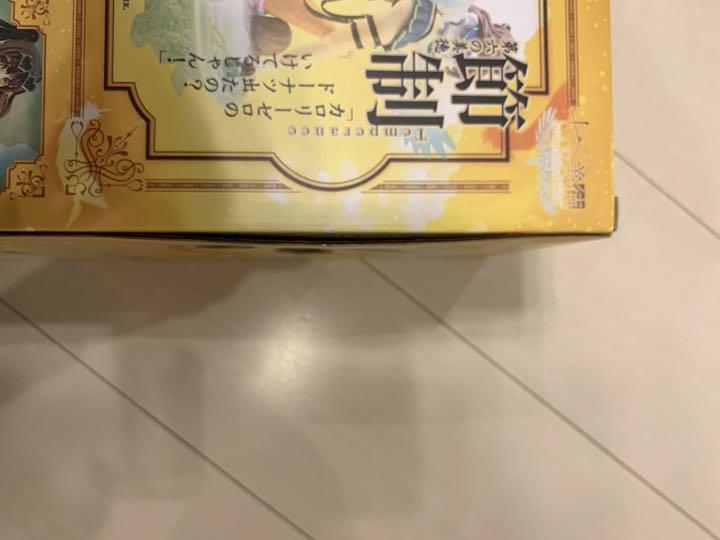 第六の美徳
節制
Temperance
「カロリーゼロの
ドーナッツ出たの?
いけてるじゃん!」